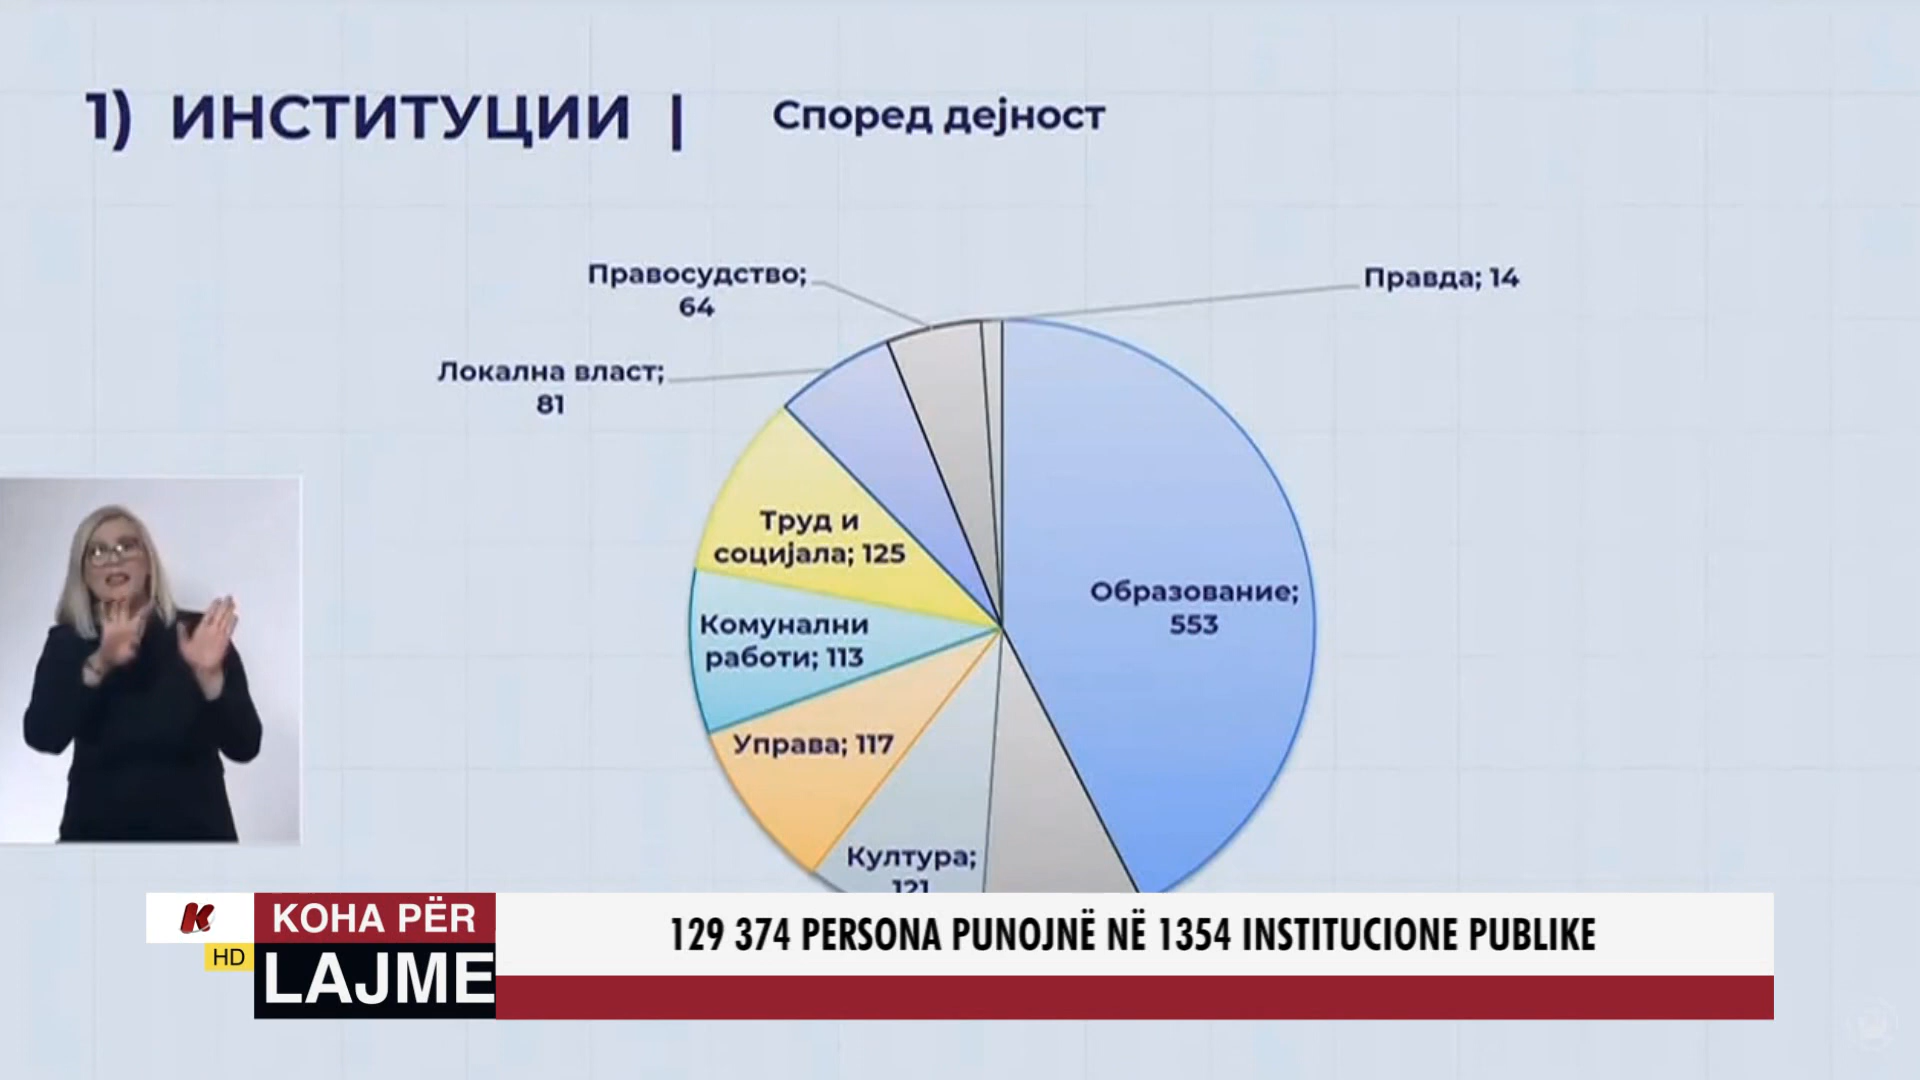 1) ИНСТИТУЦИИ | Според дејност
Правосудство;
64
Правда; 14
Локална власт;
81
Труд и
социјала; 125
Образование;
553
Комунални
работи; 113
Управа; 117
Култура;
121
K
HD
KOHA PËR
LAJME
129 374 PERSONA PUNOJNË NË 1354 INSTITUCIONE PUBLIKE